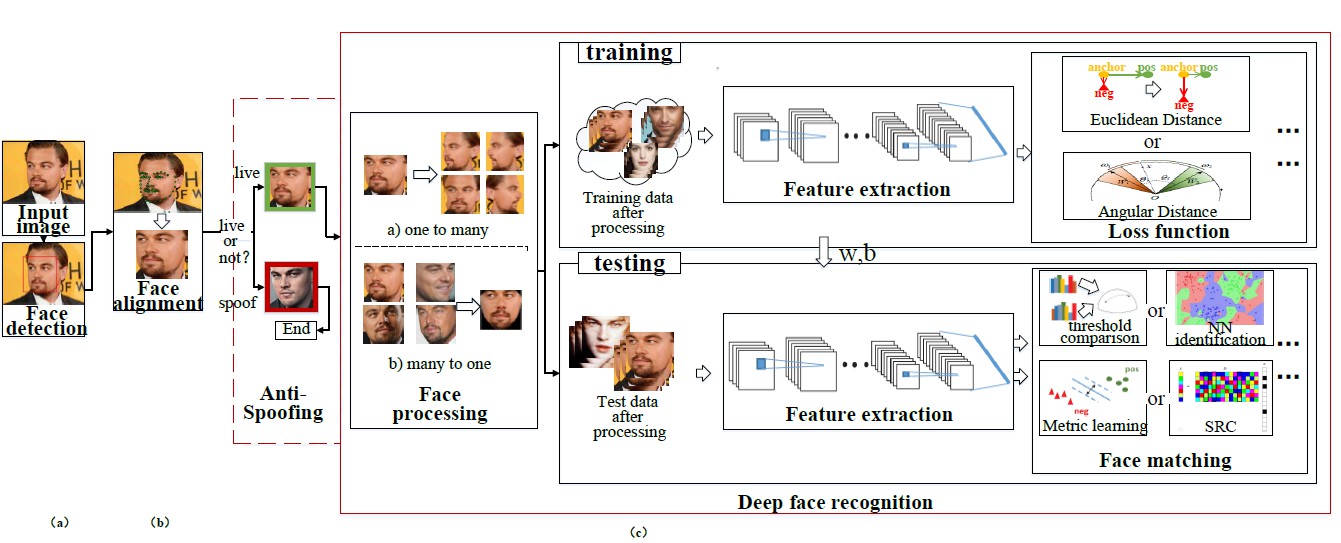 Input
image
Face
detection
Face
alignment
live
or
not?
live
spoof
End
Anti-
Spoofing
a) one to many
b) many to one
Face
processing
training
Training data
after
processing
Feature extraction
anchor pos anchor pos
neg
neg
Euclidean Distance
or
Angular Distance
...
...
Loss function
w,b
testing
Test data
after
processing
Feature extraction
threshold
comparison
or
NN
identification
...
pos
neg
Metric learning
or
SRC
...
Face matching
Deep face recognition
(a)
(b)
(c)